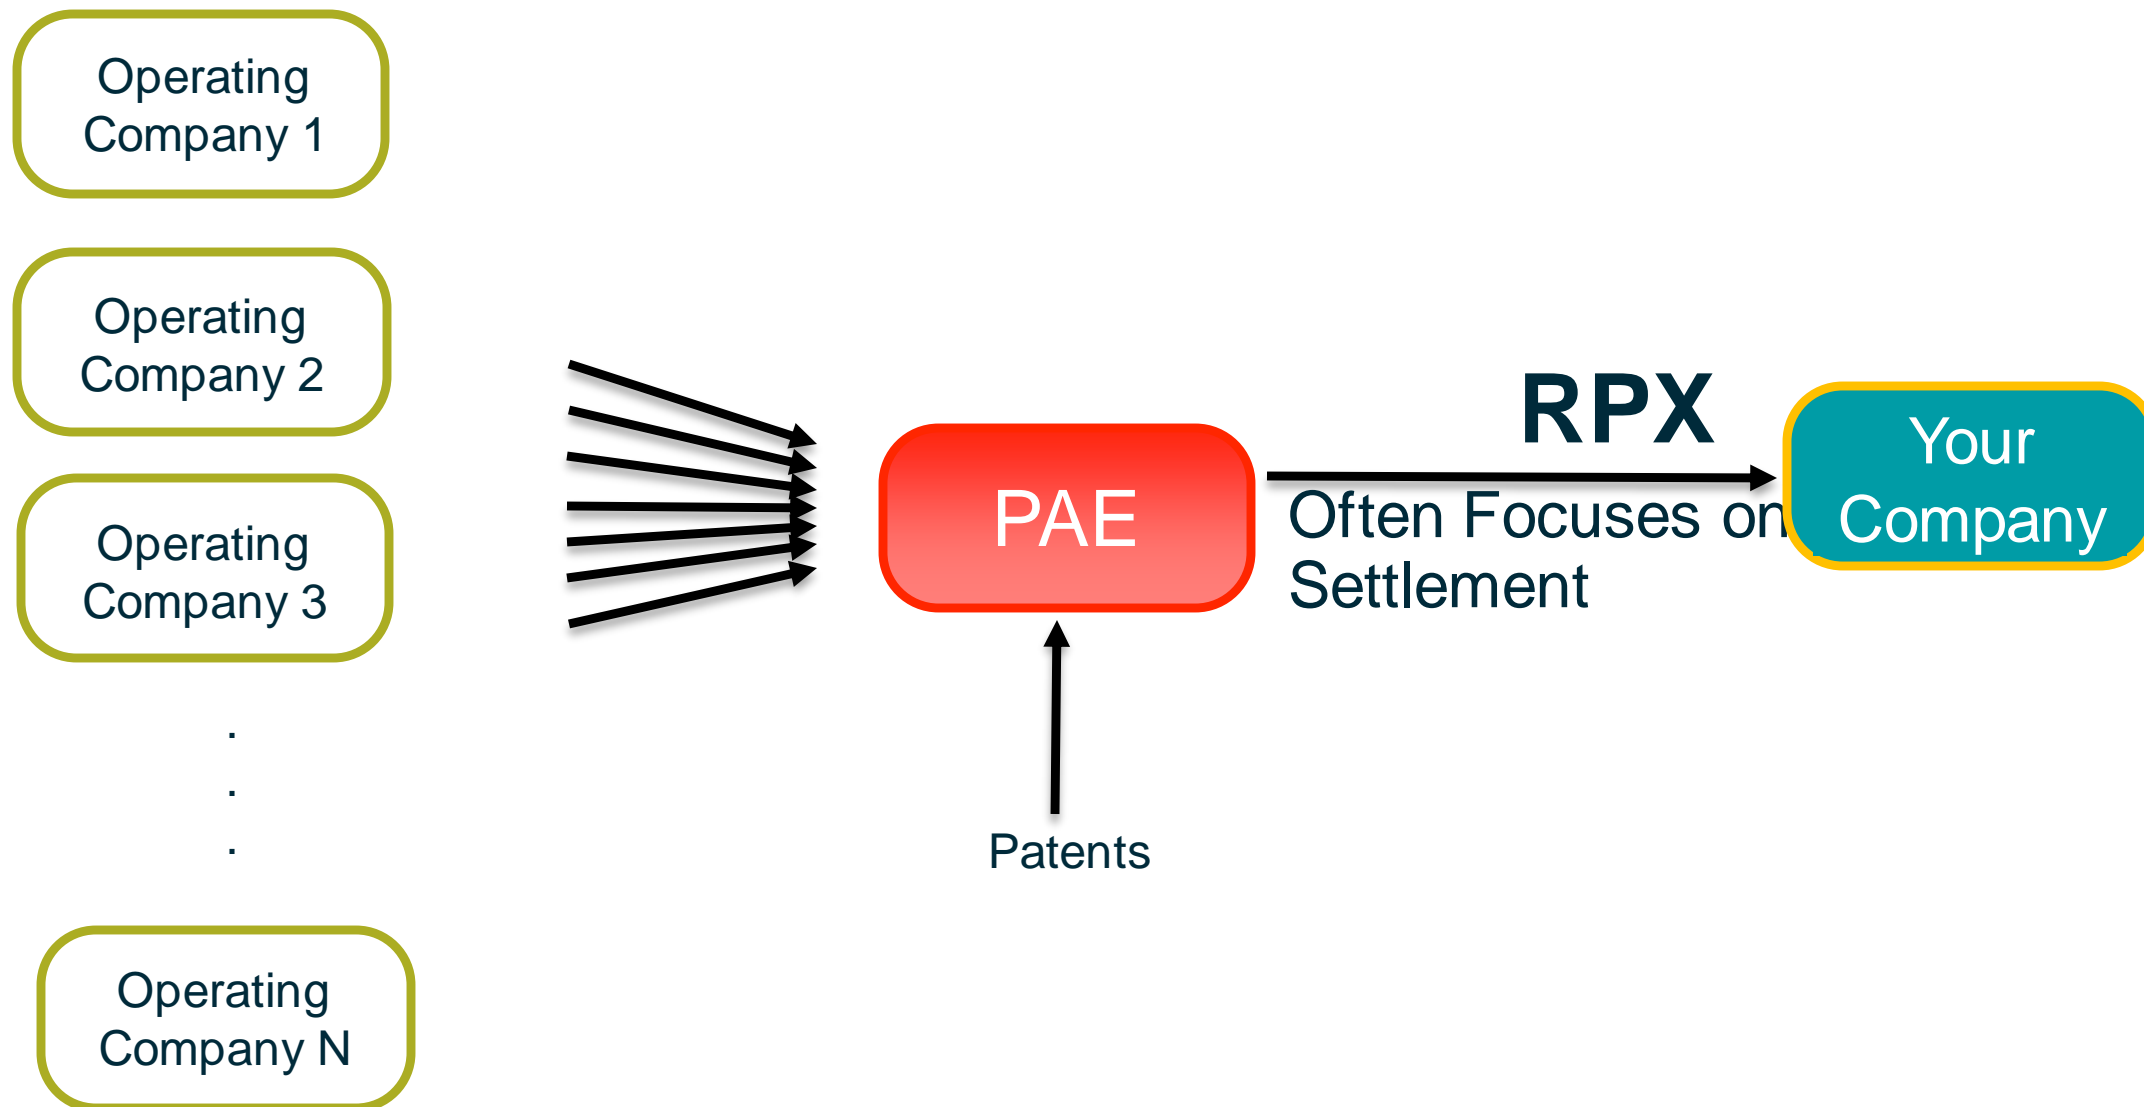 Operating
Company 1
Operating
Company 2
Operating
Company 3
.
.
.
Operating
Company N
PAE
Patents
RPX
Often Focuses on
Settlement
Your
Company